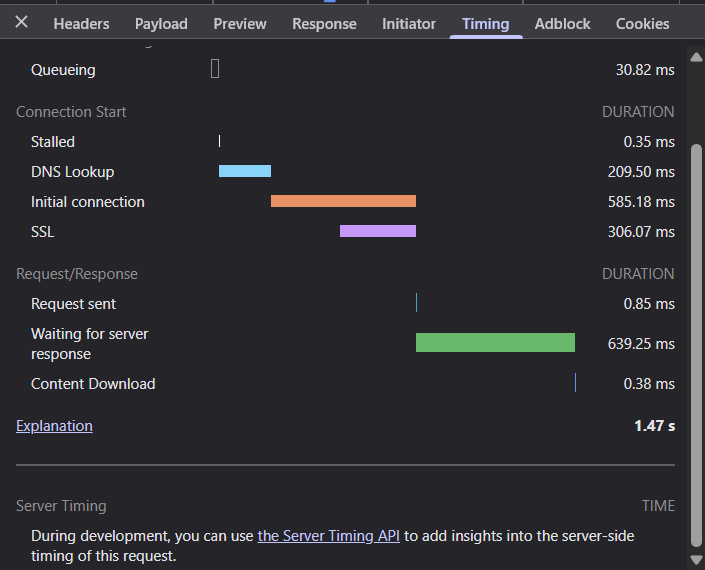 Headers Payload Preview Response Initiator Timing Adblock Cookies
Queueing 30.82 ms
Connection Start DURATION
Stalled 0.35 ms
DNS Lookup 209.50 ms
Initial connection 585.18 ms
SSL 306.07 ms
Request/Response DURATION
Request sent 0.85 ms
Waiting for server
response 639.25 ms
Content Download 0.38 ms
Explanation 1.47 s
Server Timing TIME
During development, you can use the Server Timing API to add insights into the server-side
timing of this request.